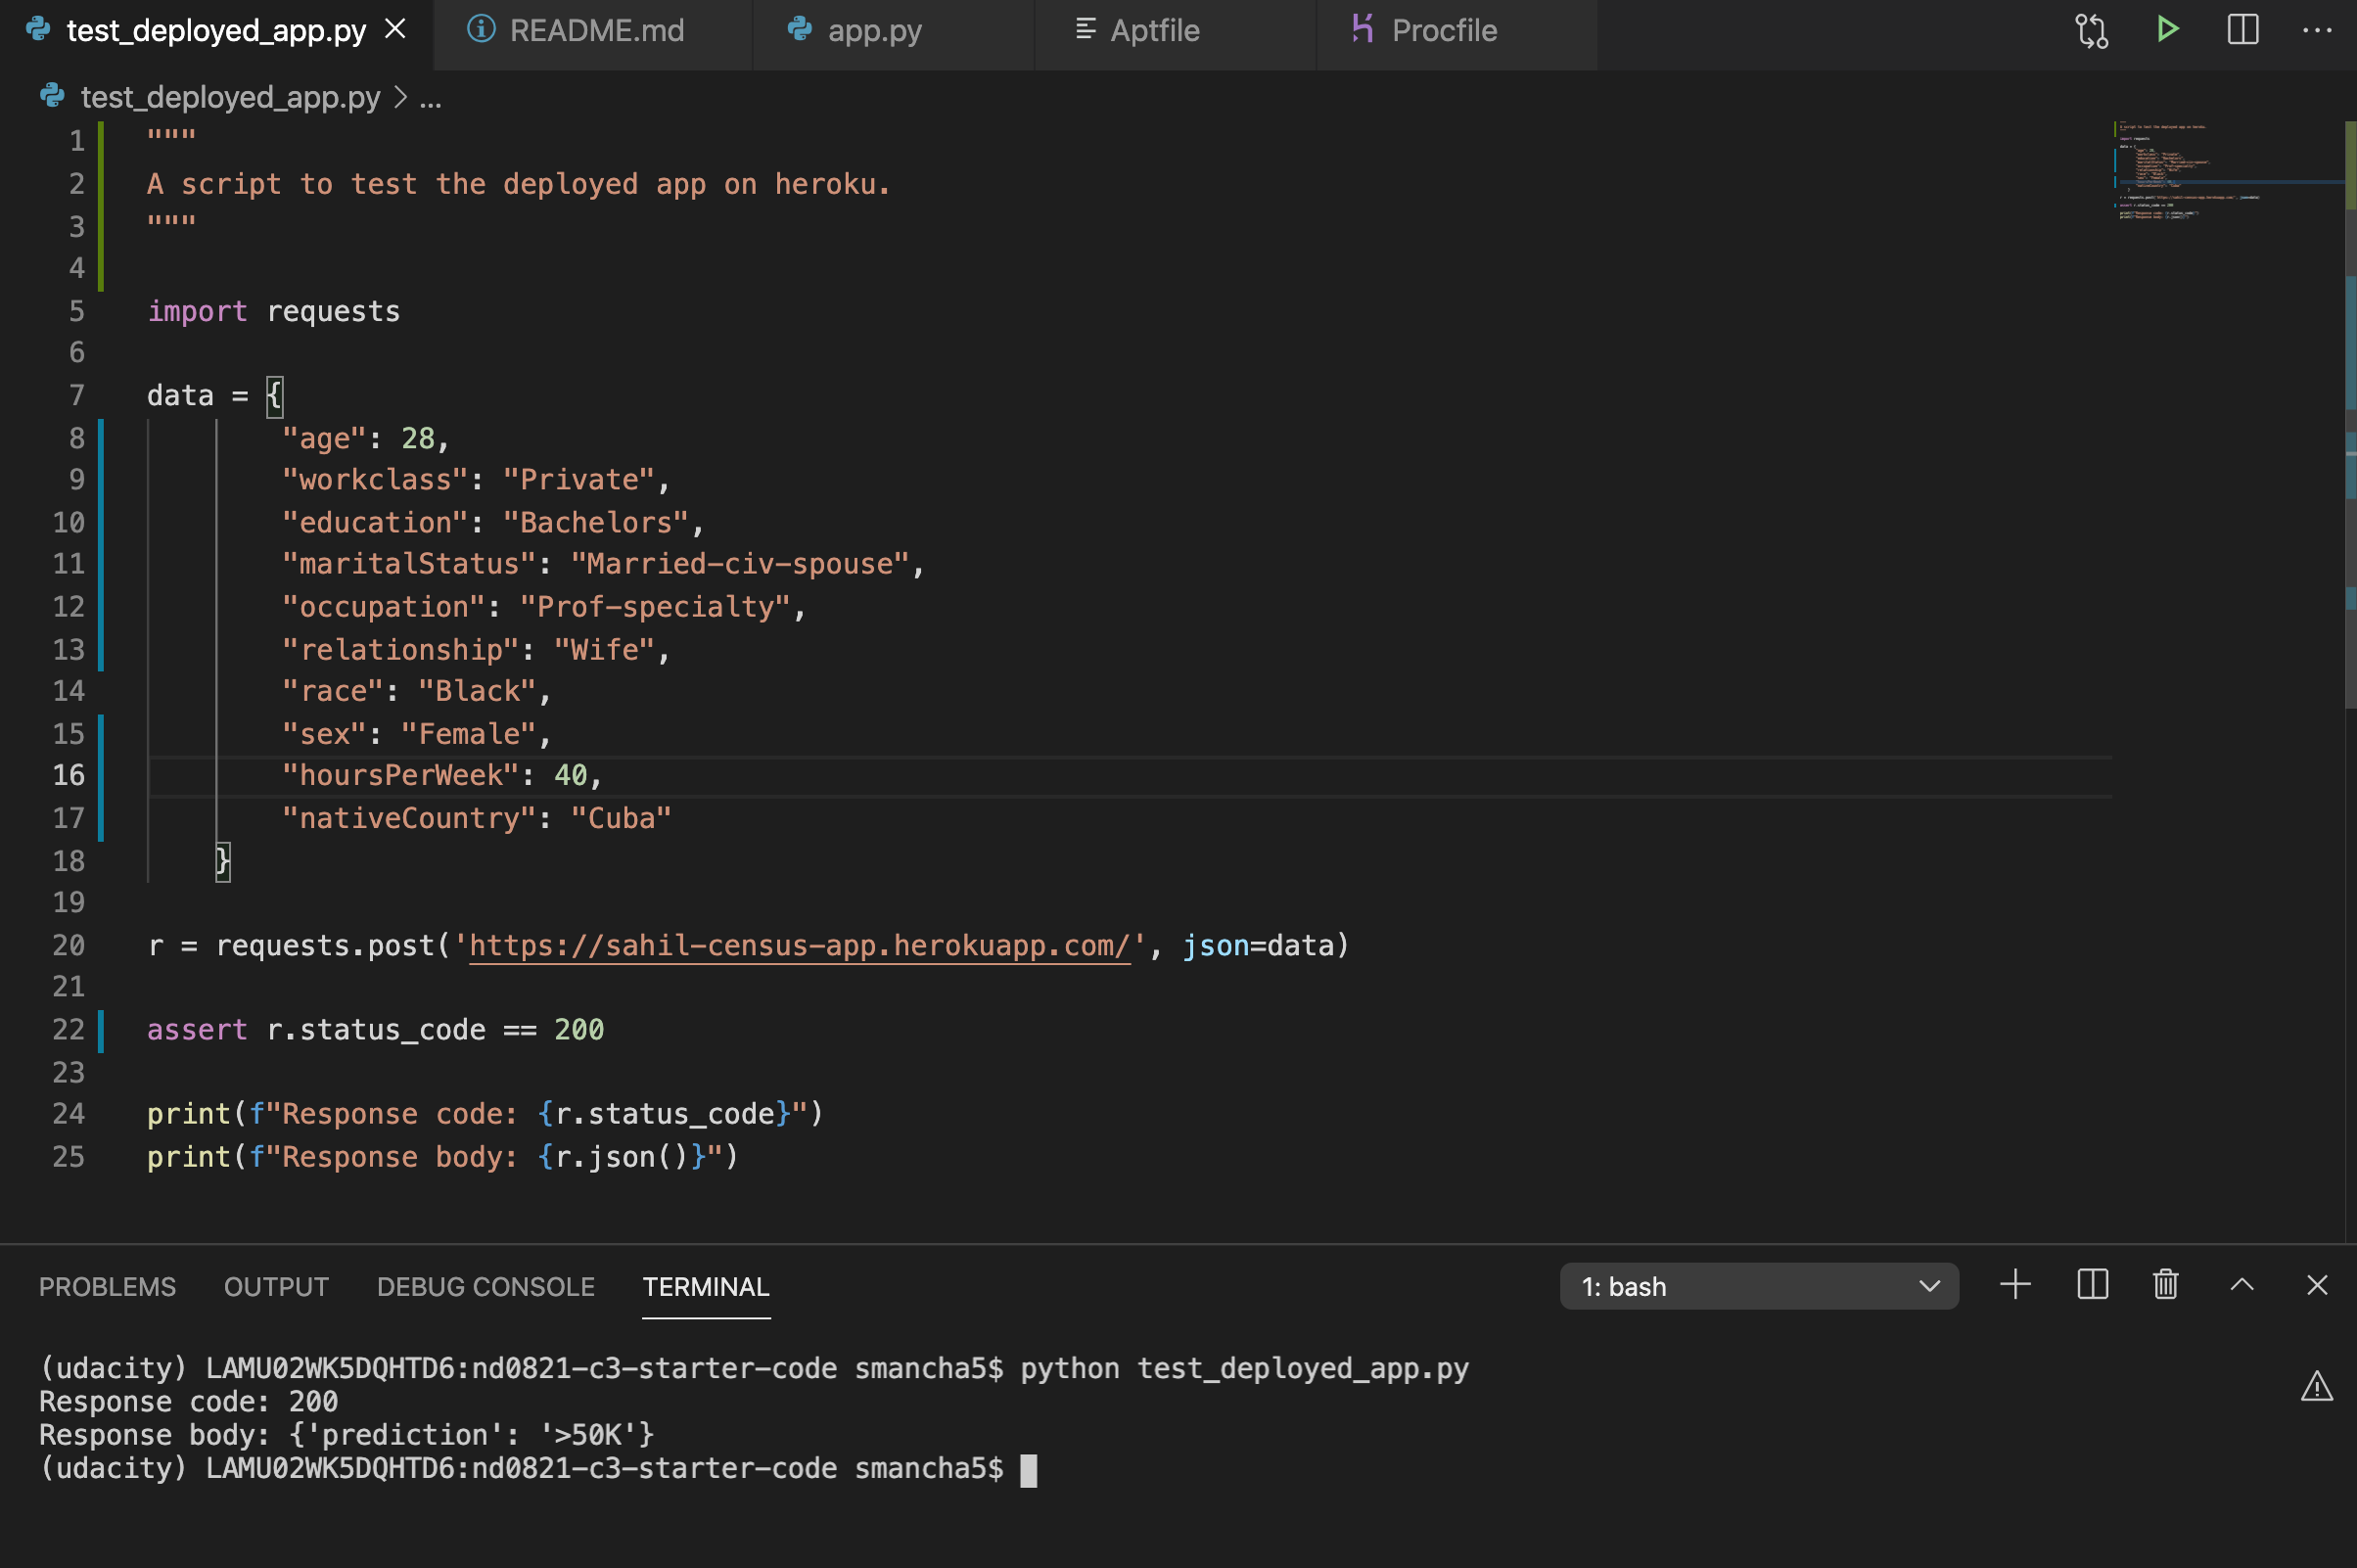 test_deployed_app.py README.md app.py Aptfile Procfile
test_deployed_app.py > ...
1 """
2 A script to test the deployed app on heroku.
3 """
4
5 import requests
6
7 data = {
8 "age": 28,
9 "workclass": "Private",
10 "education": "Bachelors",
11 "maritalStatus": "Married-civ-spouse",
12 "occupation": "Prof-specialty",
13 "relationship": "Wife",
14 "race": "Black",
15 "sex": "Female",
16 "hoursPerWeek": 40,
17 "nativeCountry": "Cuba"
18 }
19
20 r = requests.post('https://sahil-census-app.herokuapp.com/', json=data)
21
22 assert r.status_code == 200
23
24 print(f"Response code: {r.status_code}")
25 print(f"Response body: {r.json()}")
PROBLEMS OUTPUT DEBUG CONSOLE TERMINAL 1: bash
(udacity) LAMU02WK5DQHTD6:nd0821-c3-starter-code smancha5$ python test_deployed_app.py
Response code: 200
Response body: {'prediction': '>50K'}
(udacity) LAMU02WK5DQHTD6:nd0821-c3-starter-code smancha5$